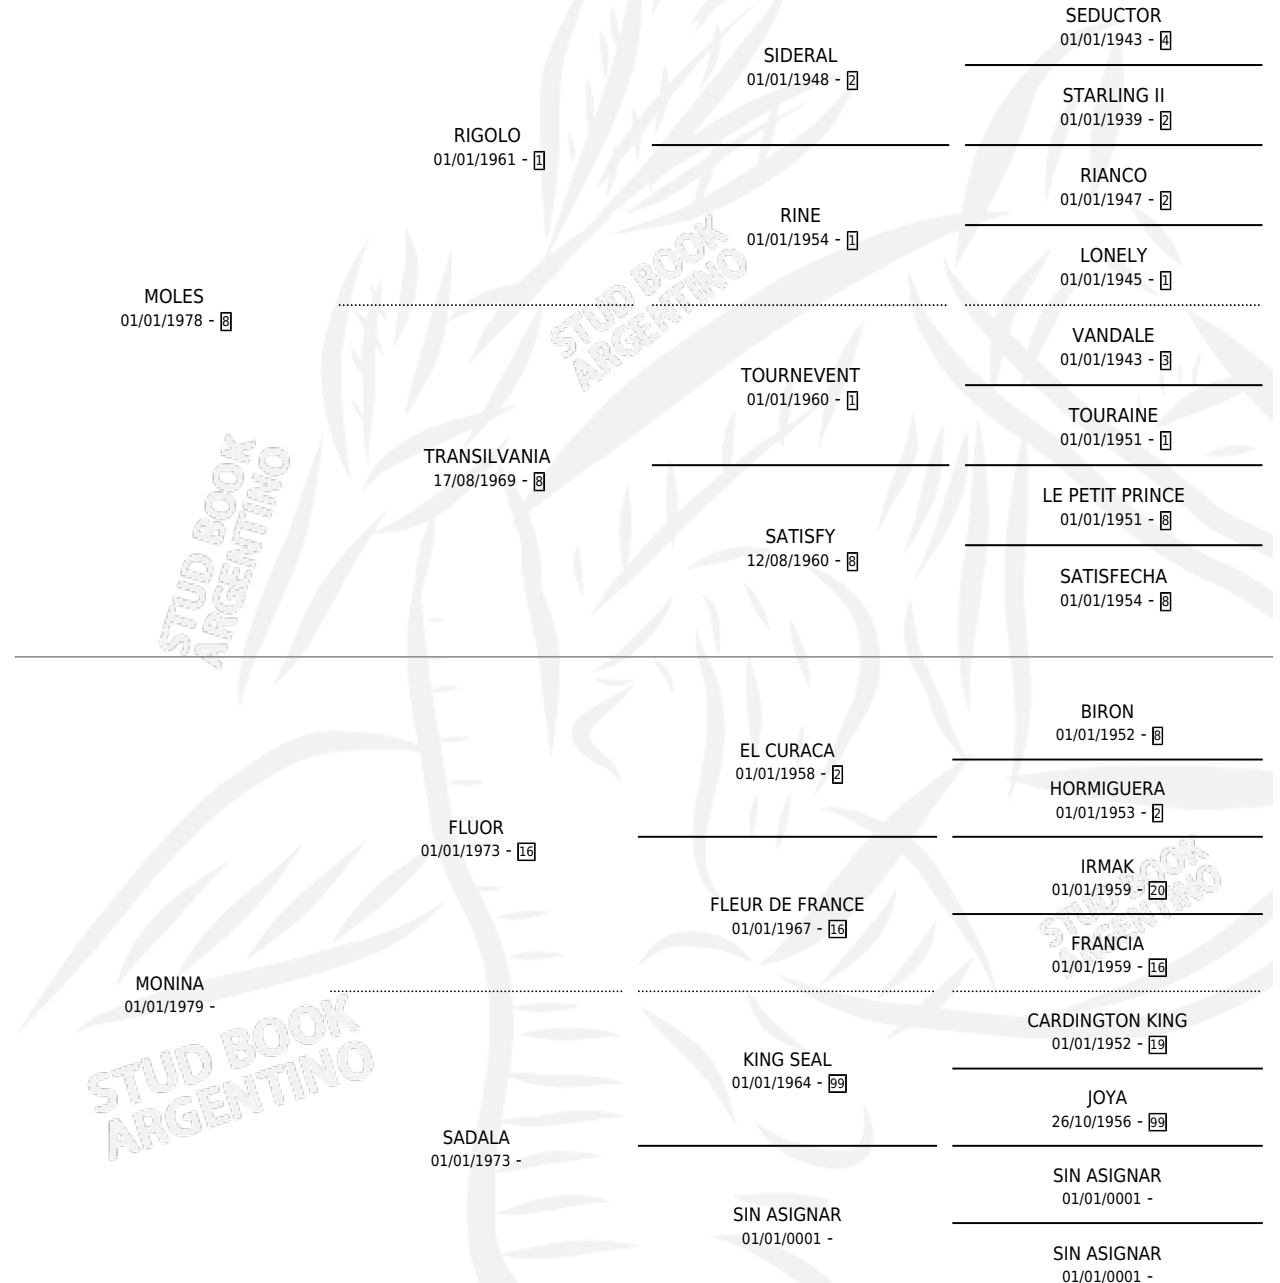 SEDUCTOR
01/01/1943 - 4
SIDERAL
01/01/1948 - 2
STARLING II
01/01/1939 - 2
RIGOLO
01/01/1961 - 1
RIANCO
01/01/1947 - 2
RINE
01/01/1954 - 1
LONELY
01/01/1945 - 1
MOLES
01/01/1978 - 8
VANDALE
01/01/1943 - 3
TOURNEVENT
01/01/1960 - 1
TOURAINE
01/01/1951 - 1
TRANSILVANIA
17/08/1969 - 8
LE PETIT PRINCE
01/01/1951 - 8
SATISFY
12/08/1960 - 8
SATISFECHA
01/01/1954 - 8
BIRON
01/01/1952 - 8
EL CURACA
01/01/1958 - 2
HORMIGUERA
01/01/1953 - 2
FLUOR
01/01/1973 - 16
IRMAK
01/01/1959 - 20
FLEUR DE FRANCE
01/01/1967 - 16
FRANCIA
01/01/1959 - 16
MONINA
01/01/1979 -
CARDINGTON KING
01/01/1952 - 19
KING SEAL
01/01/1964 - 99
JOYA
26/10/1956 - 99
SADALA
01/01/1973 -
SIN ASIGNAR
01/01/0001 -
SIN ASIGNAR
01/01/0001 -
SIN ASIGNAR
01/01/0001 -
STUD BOOK
ARGENTINO
STUD BOOK
ARGENTINO
STUD BOOK
ARGENTINO
STUD BOOK
ARGENTINO